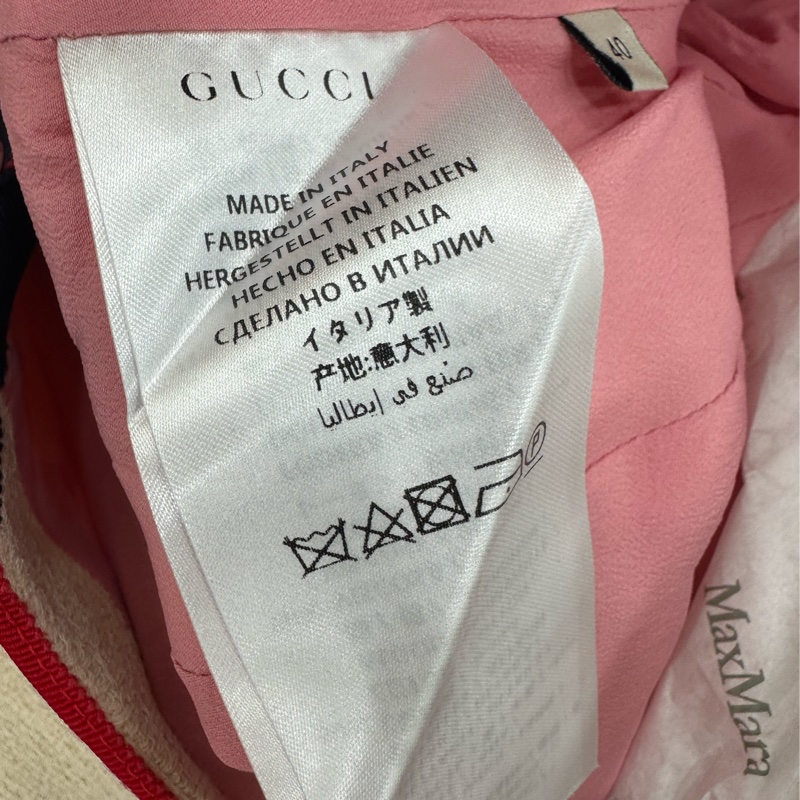 GUCCI
40
MADE IN ITALY
FABRIQUE EN ITALIE
HERGESTELLT IN ITALIEN
HECHO EN ITALIA
СДЕЛАНО В ИТАЛИИ
イタリア製
产地:意大利
صنع في إيطاليا
P
MaxMara